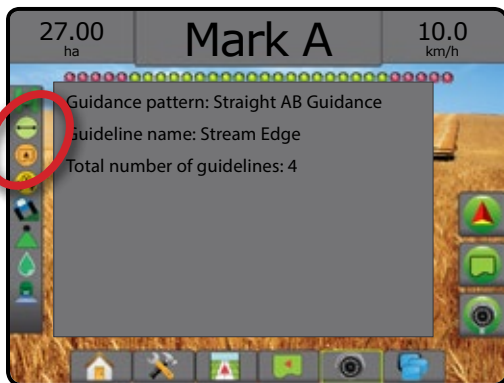 27.00
ha
Mark A
10.0
km/h
Guidance pattern: Straight AB Guidance
Guideline name: Stream Edge
Total number of guidelines: 4